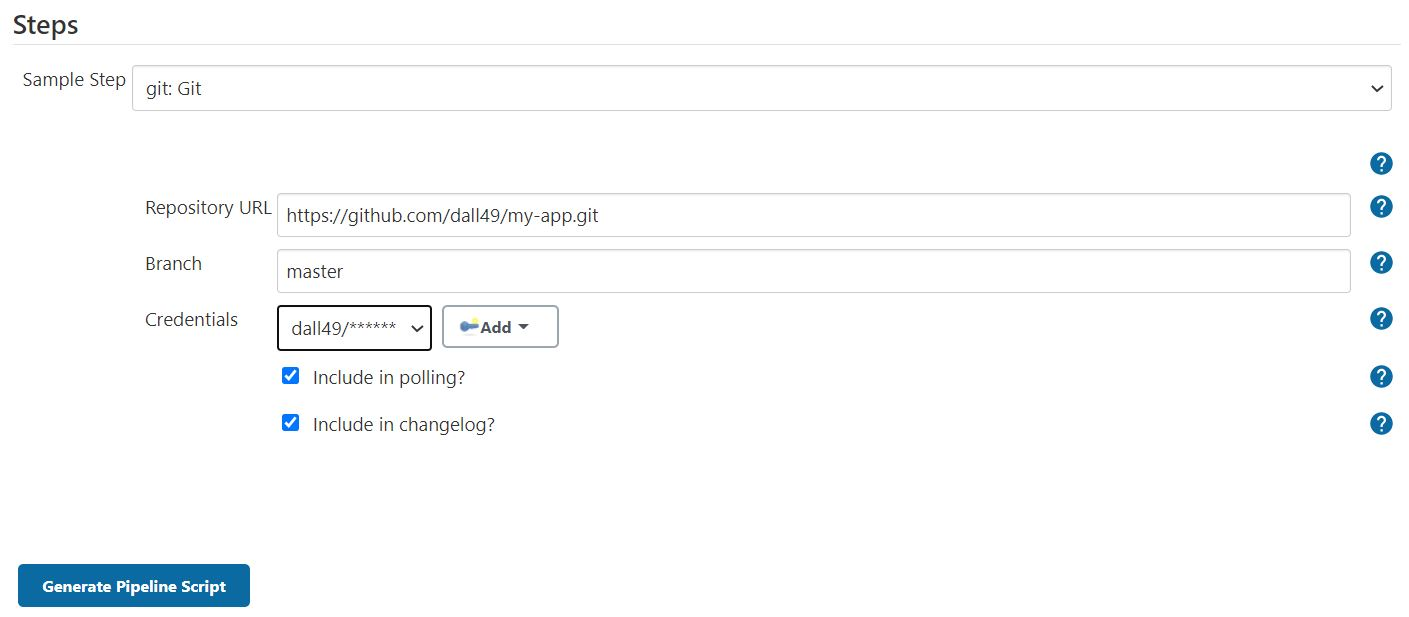 Steps
Sample Step git: Git
?
Repository URL https://github.com/dall49/my-app.git ?
Branch master ?
Credentials dall49/****** Add ?
Include in polling? ?
Include in changelog? ?
Generate Pipeline Script